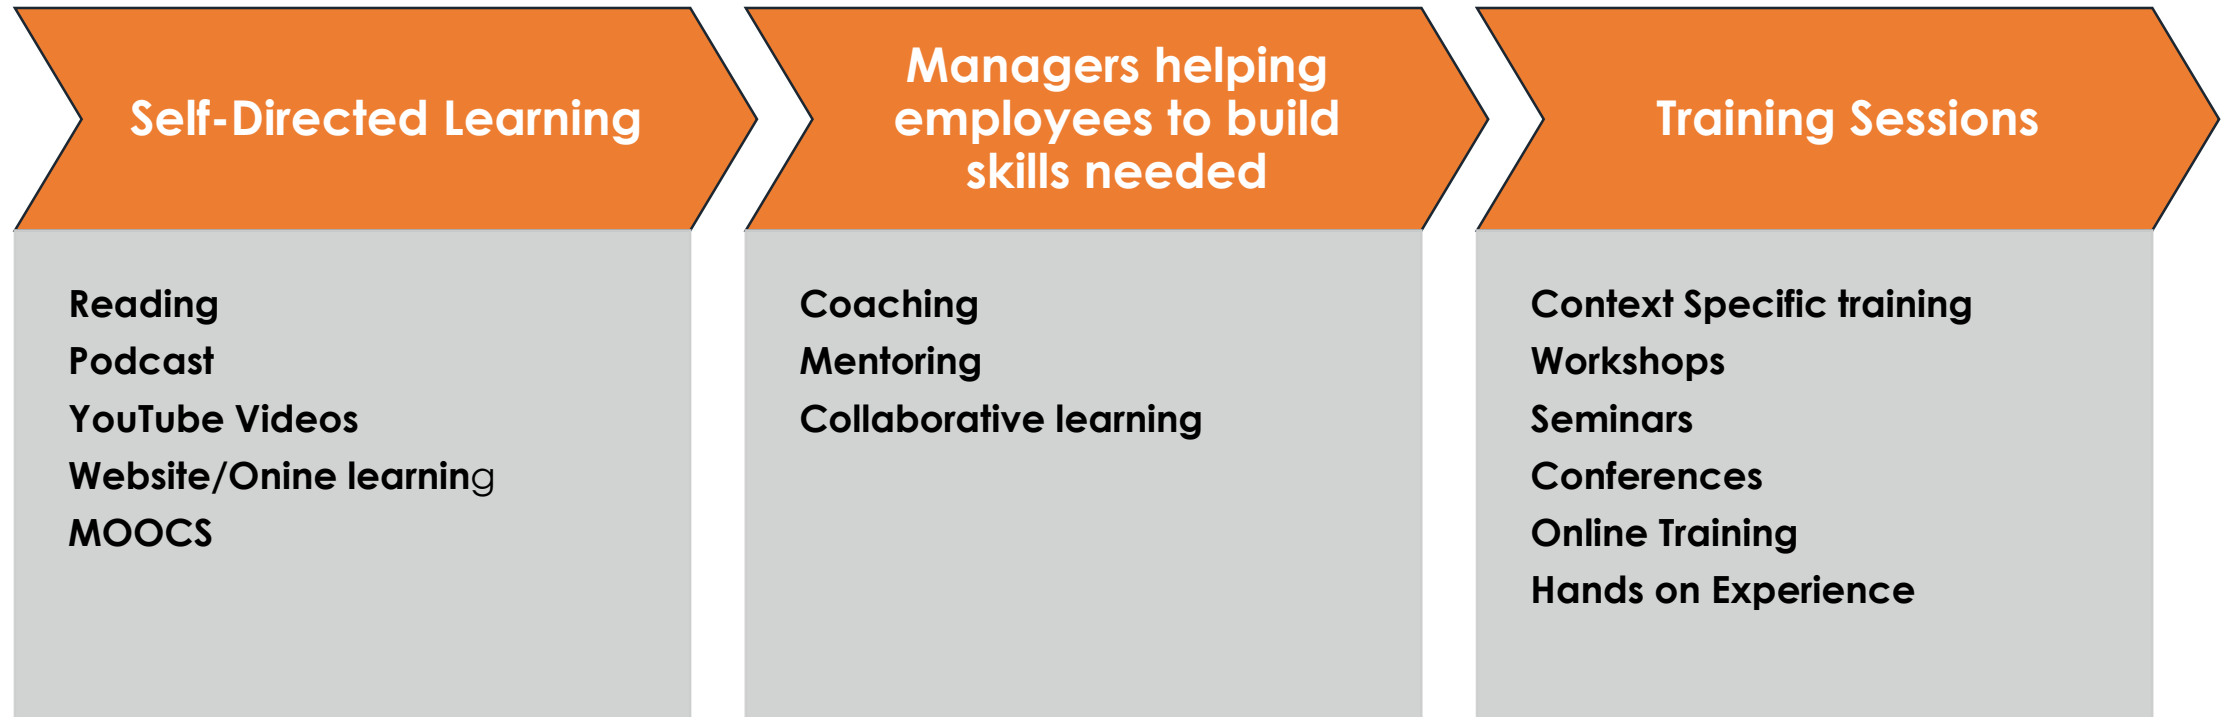 Self-Directed Learning
Reading
Podcast
YouTube Videos
Website/Onine learning
MOOCS
Managers helping
employees to build
skills needed
Coaching
Mentoring
Collaborative learning
Training Sessions
Context Specific training
Workshops
Seminars
Conferences
Online Training
Hands on Experience